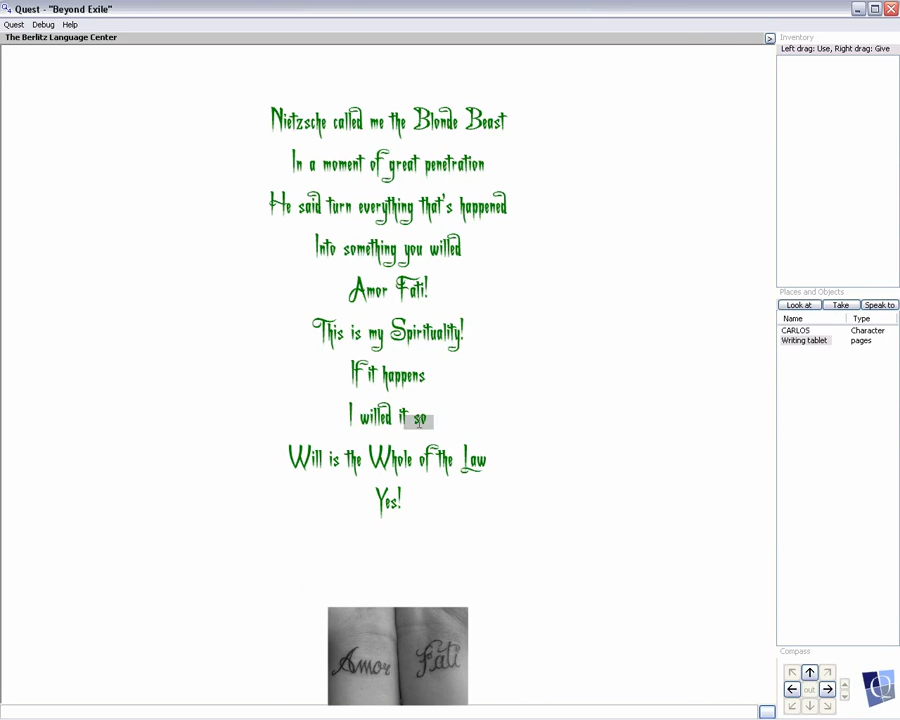 Quest - "Beyond Exile"
Quest Debug Help
The Berlitz Language Center
>
Inventory
Left drag: Use, Right drag: Give
Nietzsche called me the Blonde Beast
In a moment of great penetration
He said turn everything that's happened
Into something you willed
Amor Fati!
This is my Spirituality!
If it happens
I willed it so
Will is the Whole of the Law
Yes!
Amor Fati
Places and Objects
Look at Take Speak to
Name Type
CARLOS Character
Writing tablet pages
Compass
out